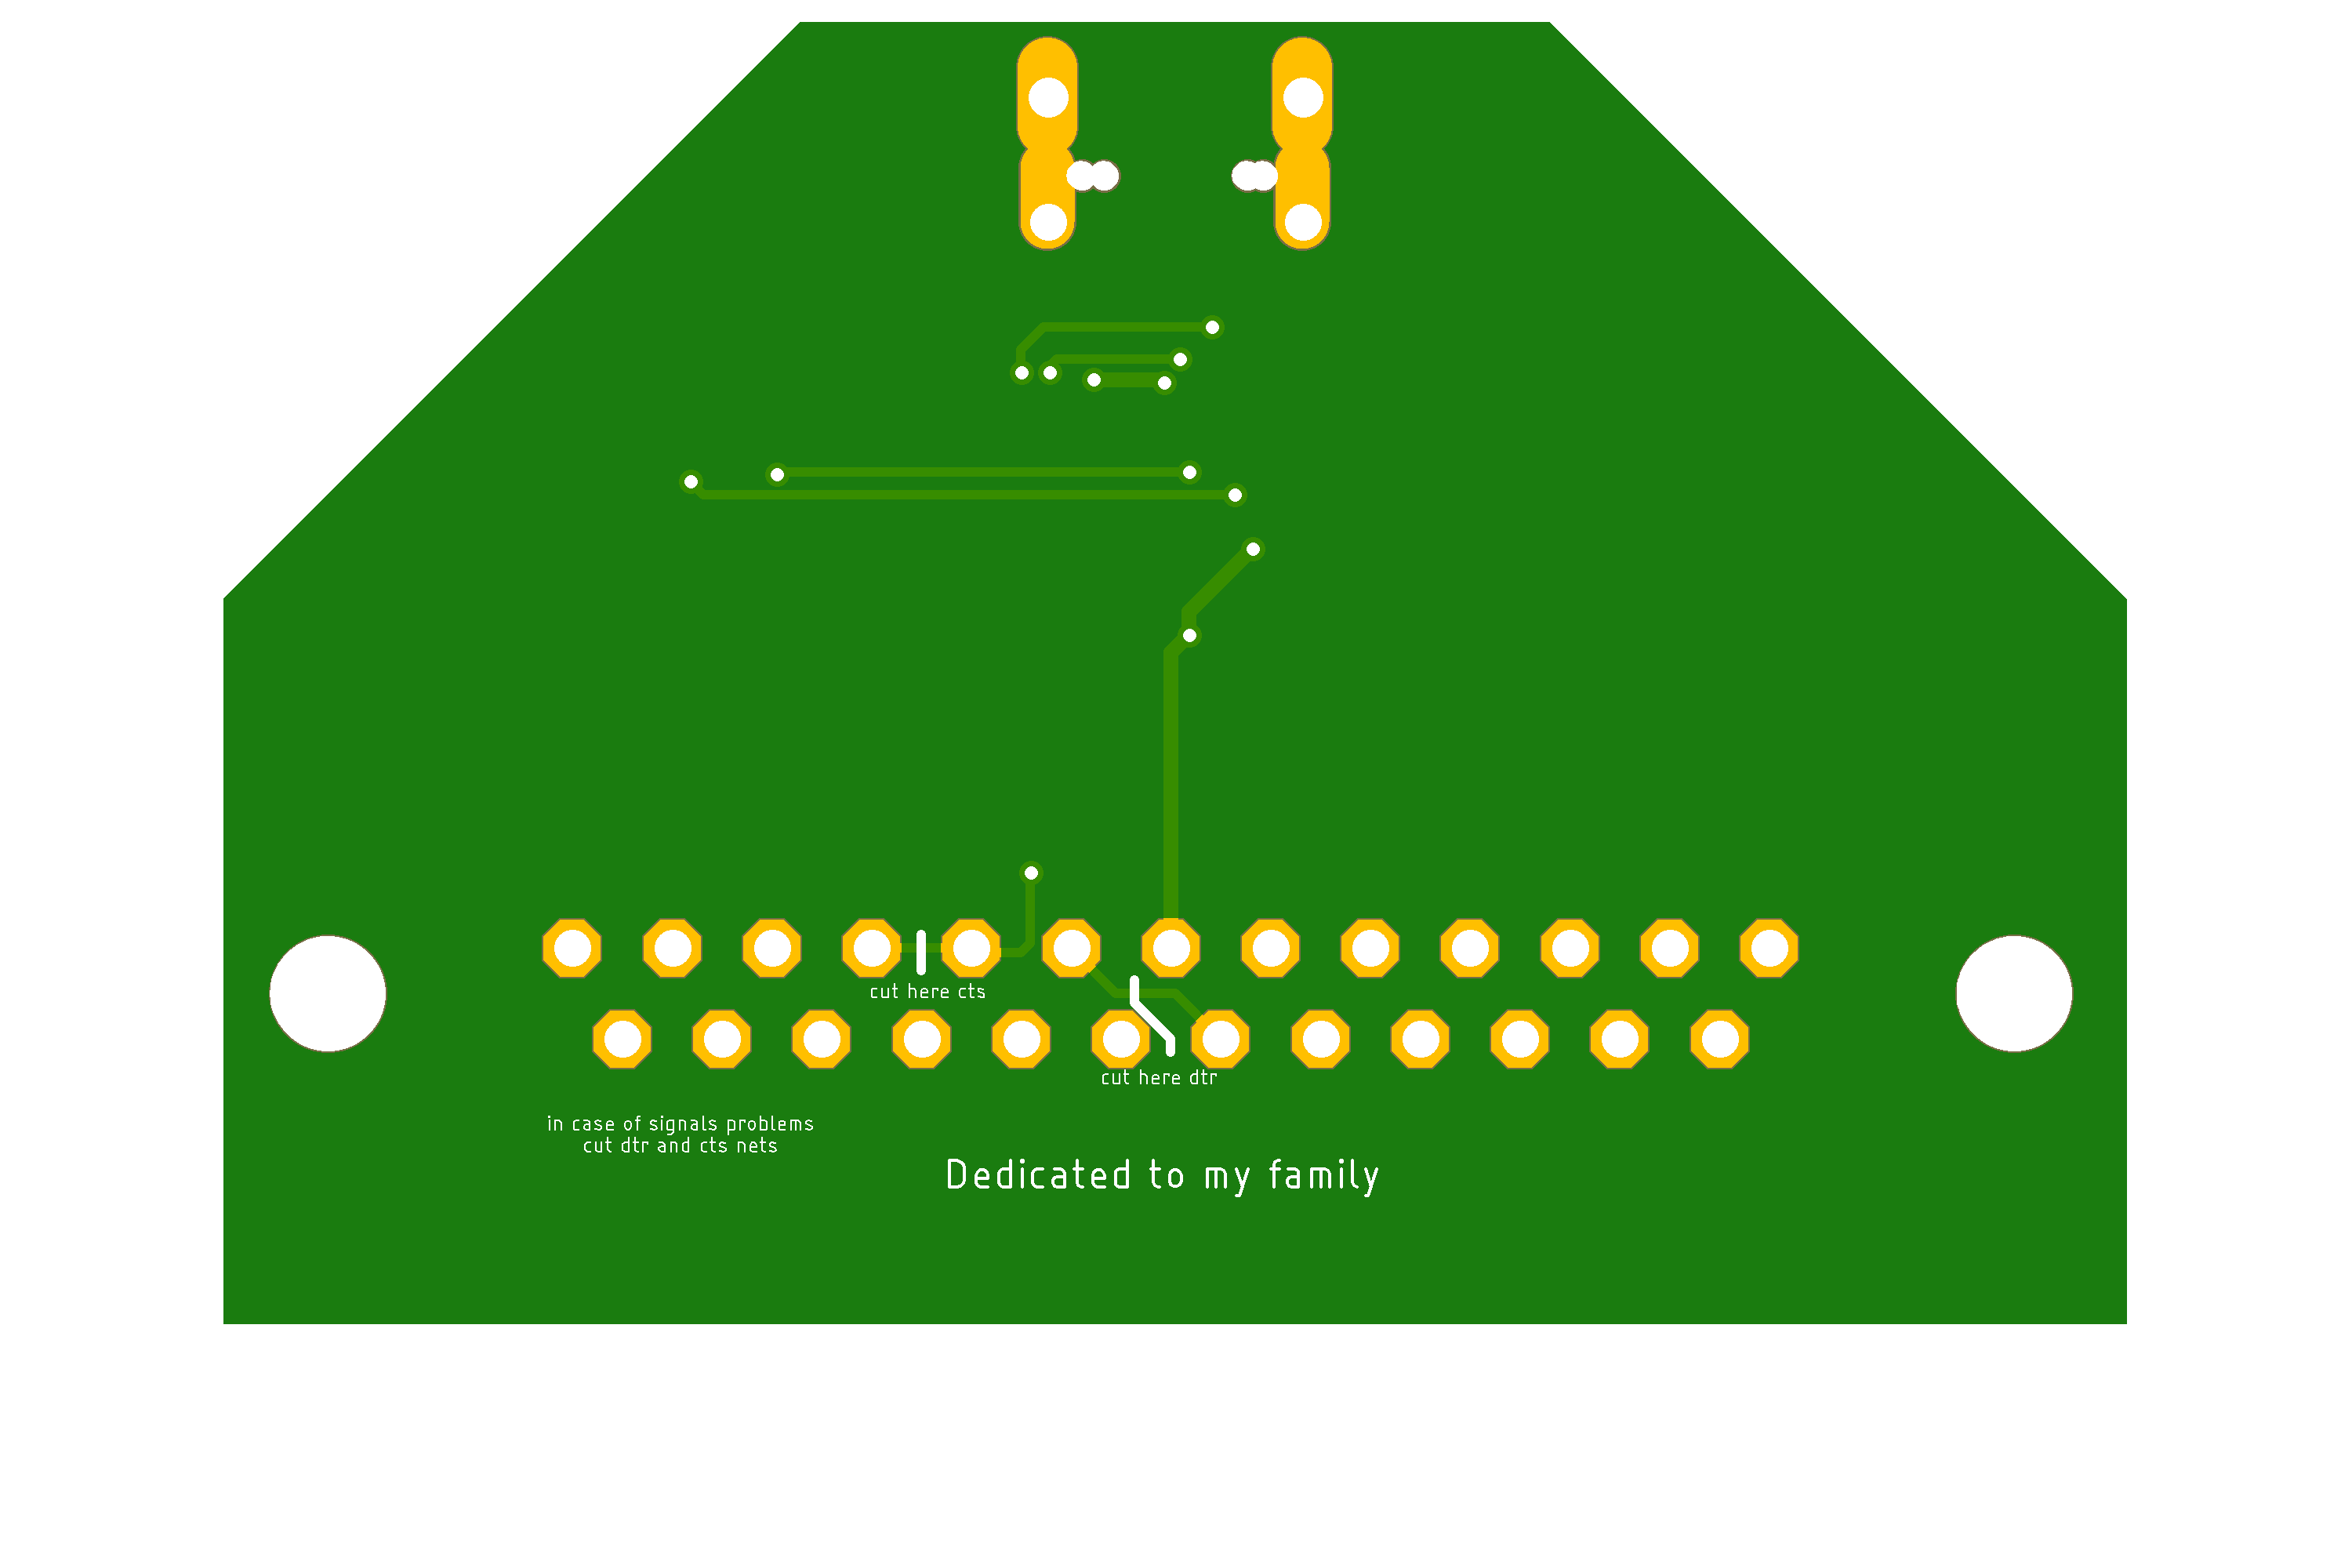 cut here cts
cut here dtr
in case of signals problems
cut dtr and cts nets
Dedicated to my family